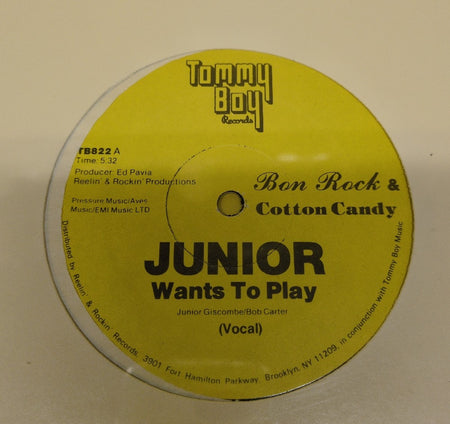 Tommy
Boy
Records
TB822 A
Time: 5:32
Producer: Ed Pavia
Reelin' & Rockin' Productions
Pressure Music/Aves
Music/EMI Music LTD
Bon Rock &
Cotton Candy
JUNIOR
Wants To Play
Junior Giscombe/Bob Carter
(Vocal)
Distributed by Reelin' & Rockin Records, 3901 Fort Hamilton Parkway, Brooklyn, NY 11209, in conjunction with Tommy Boy Music